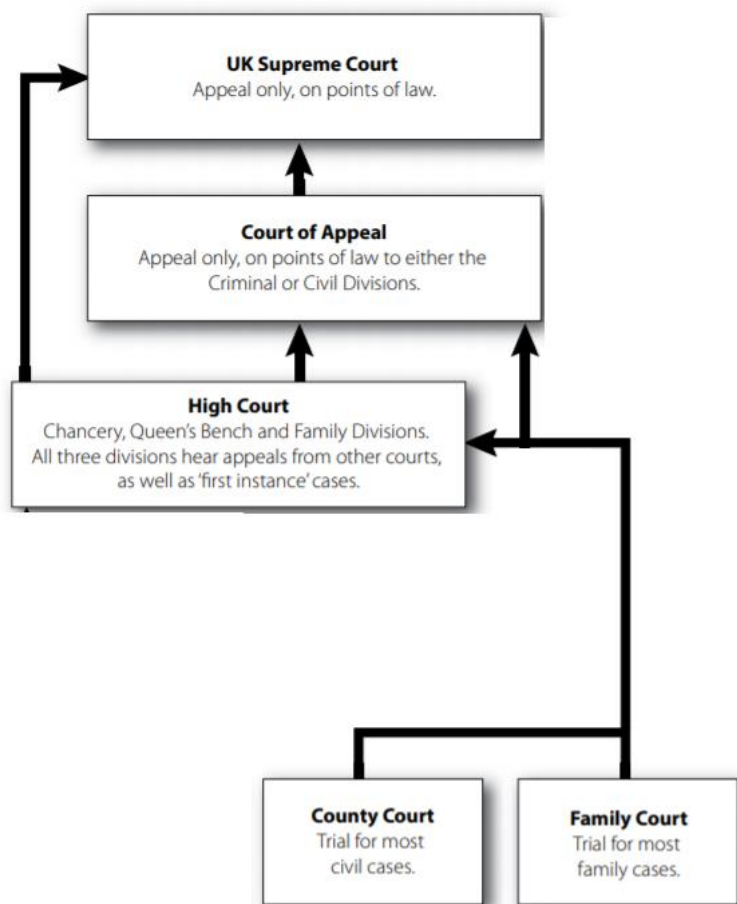 UK Supreme Court
Appeal only, on points of law.
Court of Appeal
Appeal only, on points of law to either the
Criminal or Civil Divisions.
High Court
Chancery, Queen's Bench and Family Divisions.
All three divisions hear appeals from other courts,
as well as 'first instance' cases.
County Court
Trial for most
civil cases.
Family Court
Trial for most
family cases.